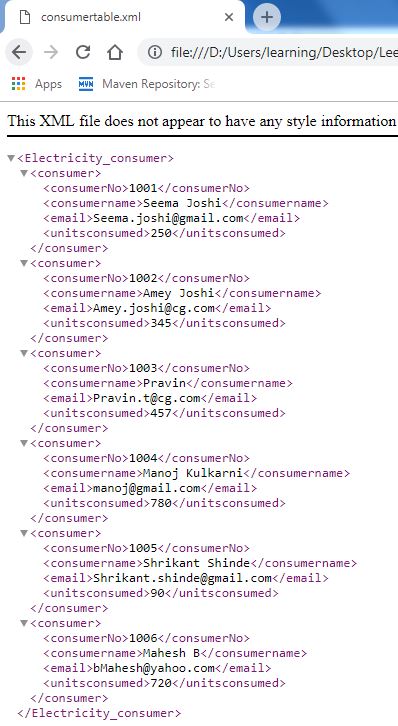 consumertable.xml
file:///D:/Users/learning/Desktop/Lee
Apps Maven Repository: Se
This XML file does not appear to have any style information
<Electricity_consumer>
<consumer>
<consumerNo>1001</consumerNo>
<consumername>Seema Joshi</consumername>
<email>Seema.joshi@gmail.com</email>
<unitsconsumed>250</unitsconsumed>
</consumer>
<consumer>
<consumerNo>1002</consumerNo>
<consumername>Amey Joshi</consumername>
<email>Amey.joshi@cg.com</email>
<unitsconsumed>345</unitsconsumed>
</consumer>
<consumer>
<consumerNo>1003</consumerNo>
<consumername>Pravin</consumername>
<email>Pravin.t@cg.com</email>
<unitsconsumed>457</unitsconsumed>
</consumer>
<consumer>
<consumerNo>1004</consumerNo>
<consumername>Manoj Kulkarni</consumername>
<email>manoj@gmail.com</email>
<unitsconsumed>780</unitsconsumed>
</consumer>
<consumer>
<consumerNo>1005</consumerNo>
<consumername>Shrikant Shinde</consumername>
<email>Shrikant.shinde@gmail.com</email>
<unitsconsumed>90</unitsconsumed>
</consumer>
<consumer>
<consumerNo>1006</consumerNo>
<consumername>Mahesh B</consumername>
<email>bMahesh@yahoo.com</email>
<unitsconsumed>720</unitsconsumed>
</consumer>
</Electricity_consumer>